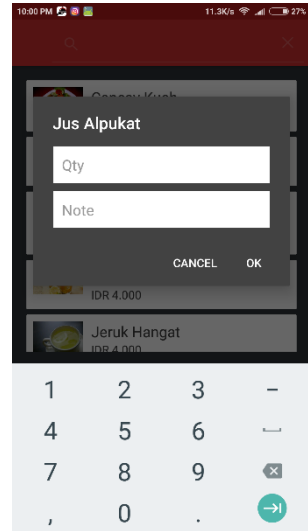 10:00 PM 11.3K/s 27%
Jus Alpukat
Qty
Note
CANCEL OK
IDR 4.000
Jeruk Hangat
IDR 4.000
1 2 3 –
4 5 6
7 8 9
, 0 .